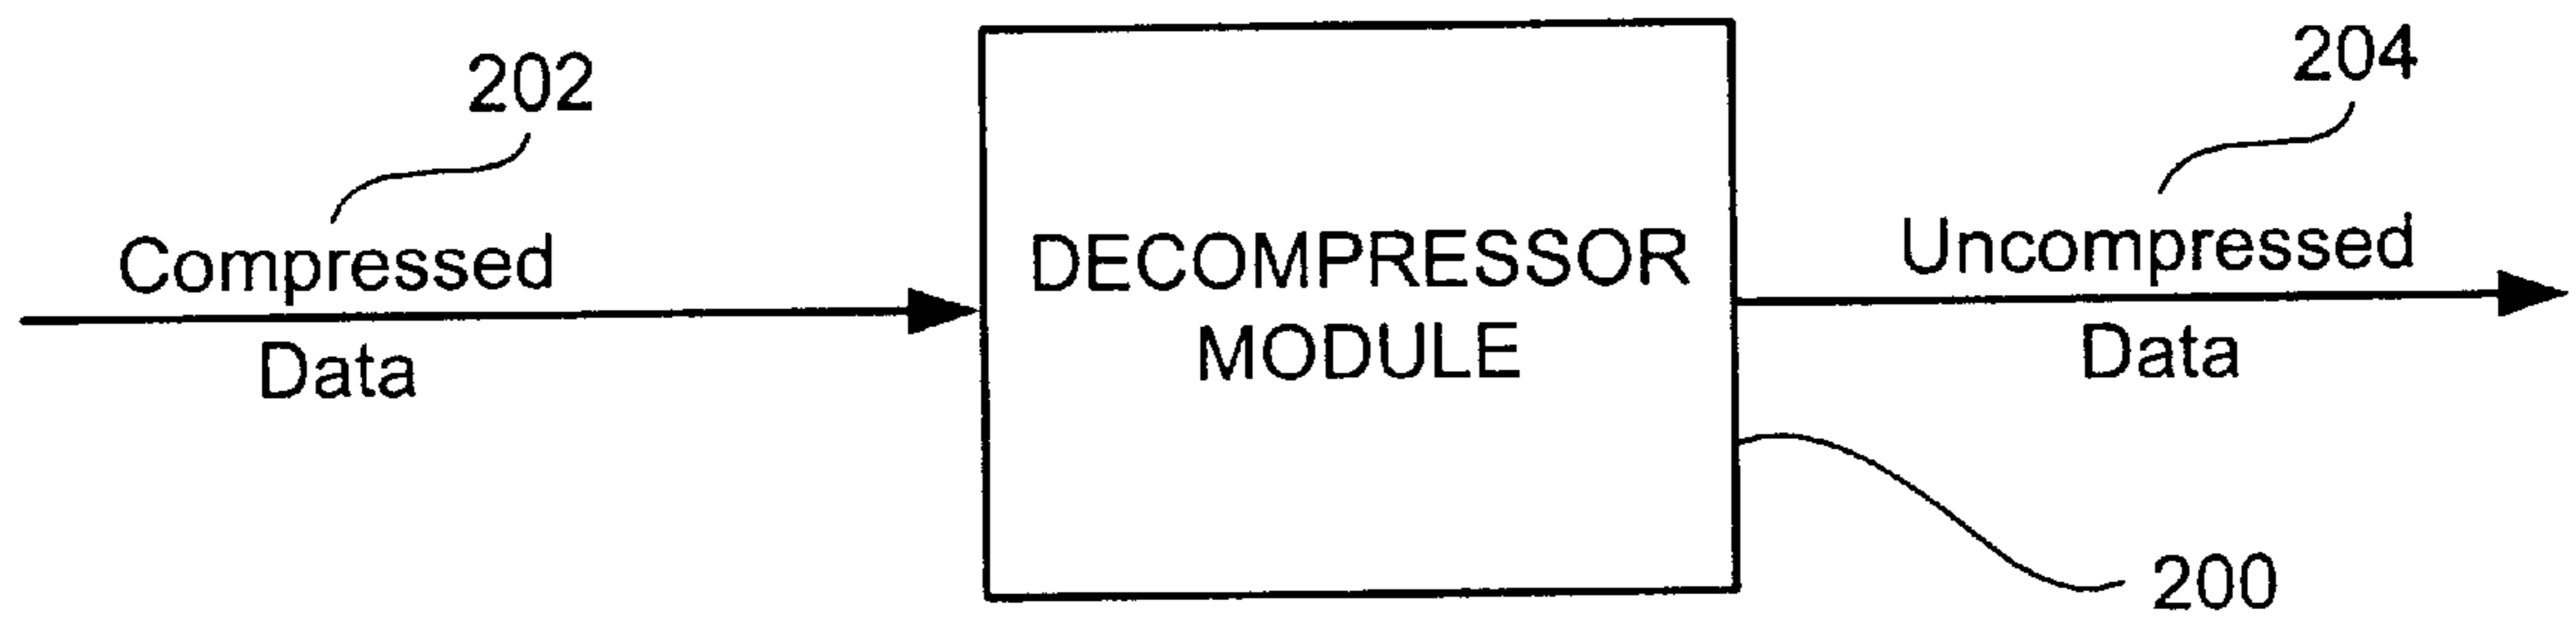 202
Compressed
Data
DECOMPRESSOR
MODULE
204
Uncompressed
Data
200